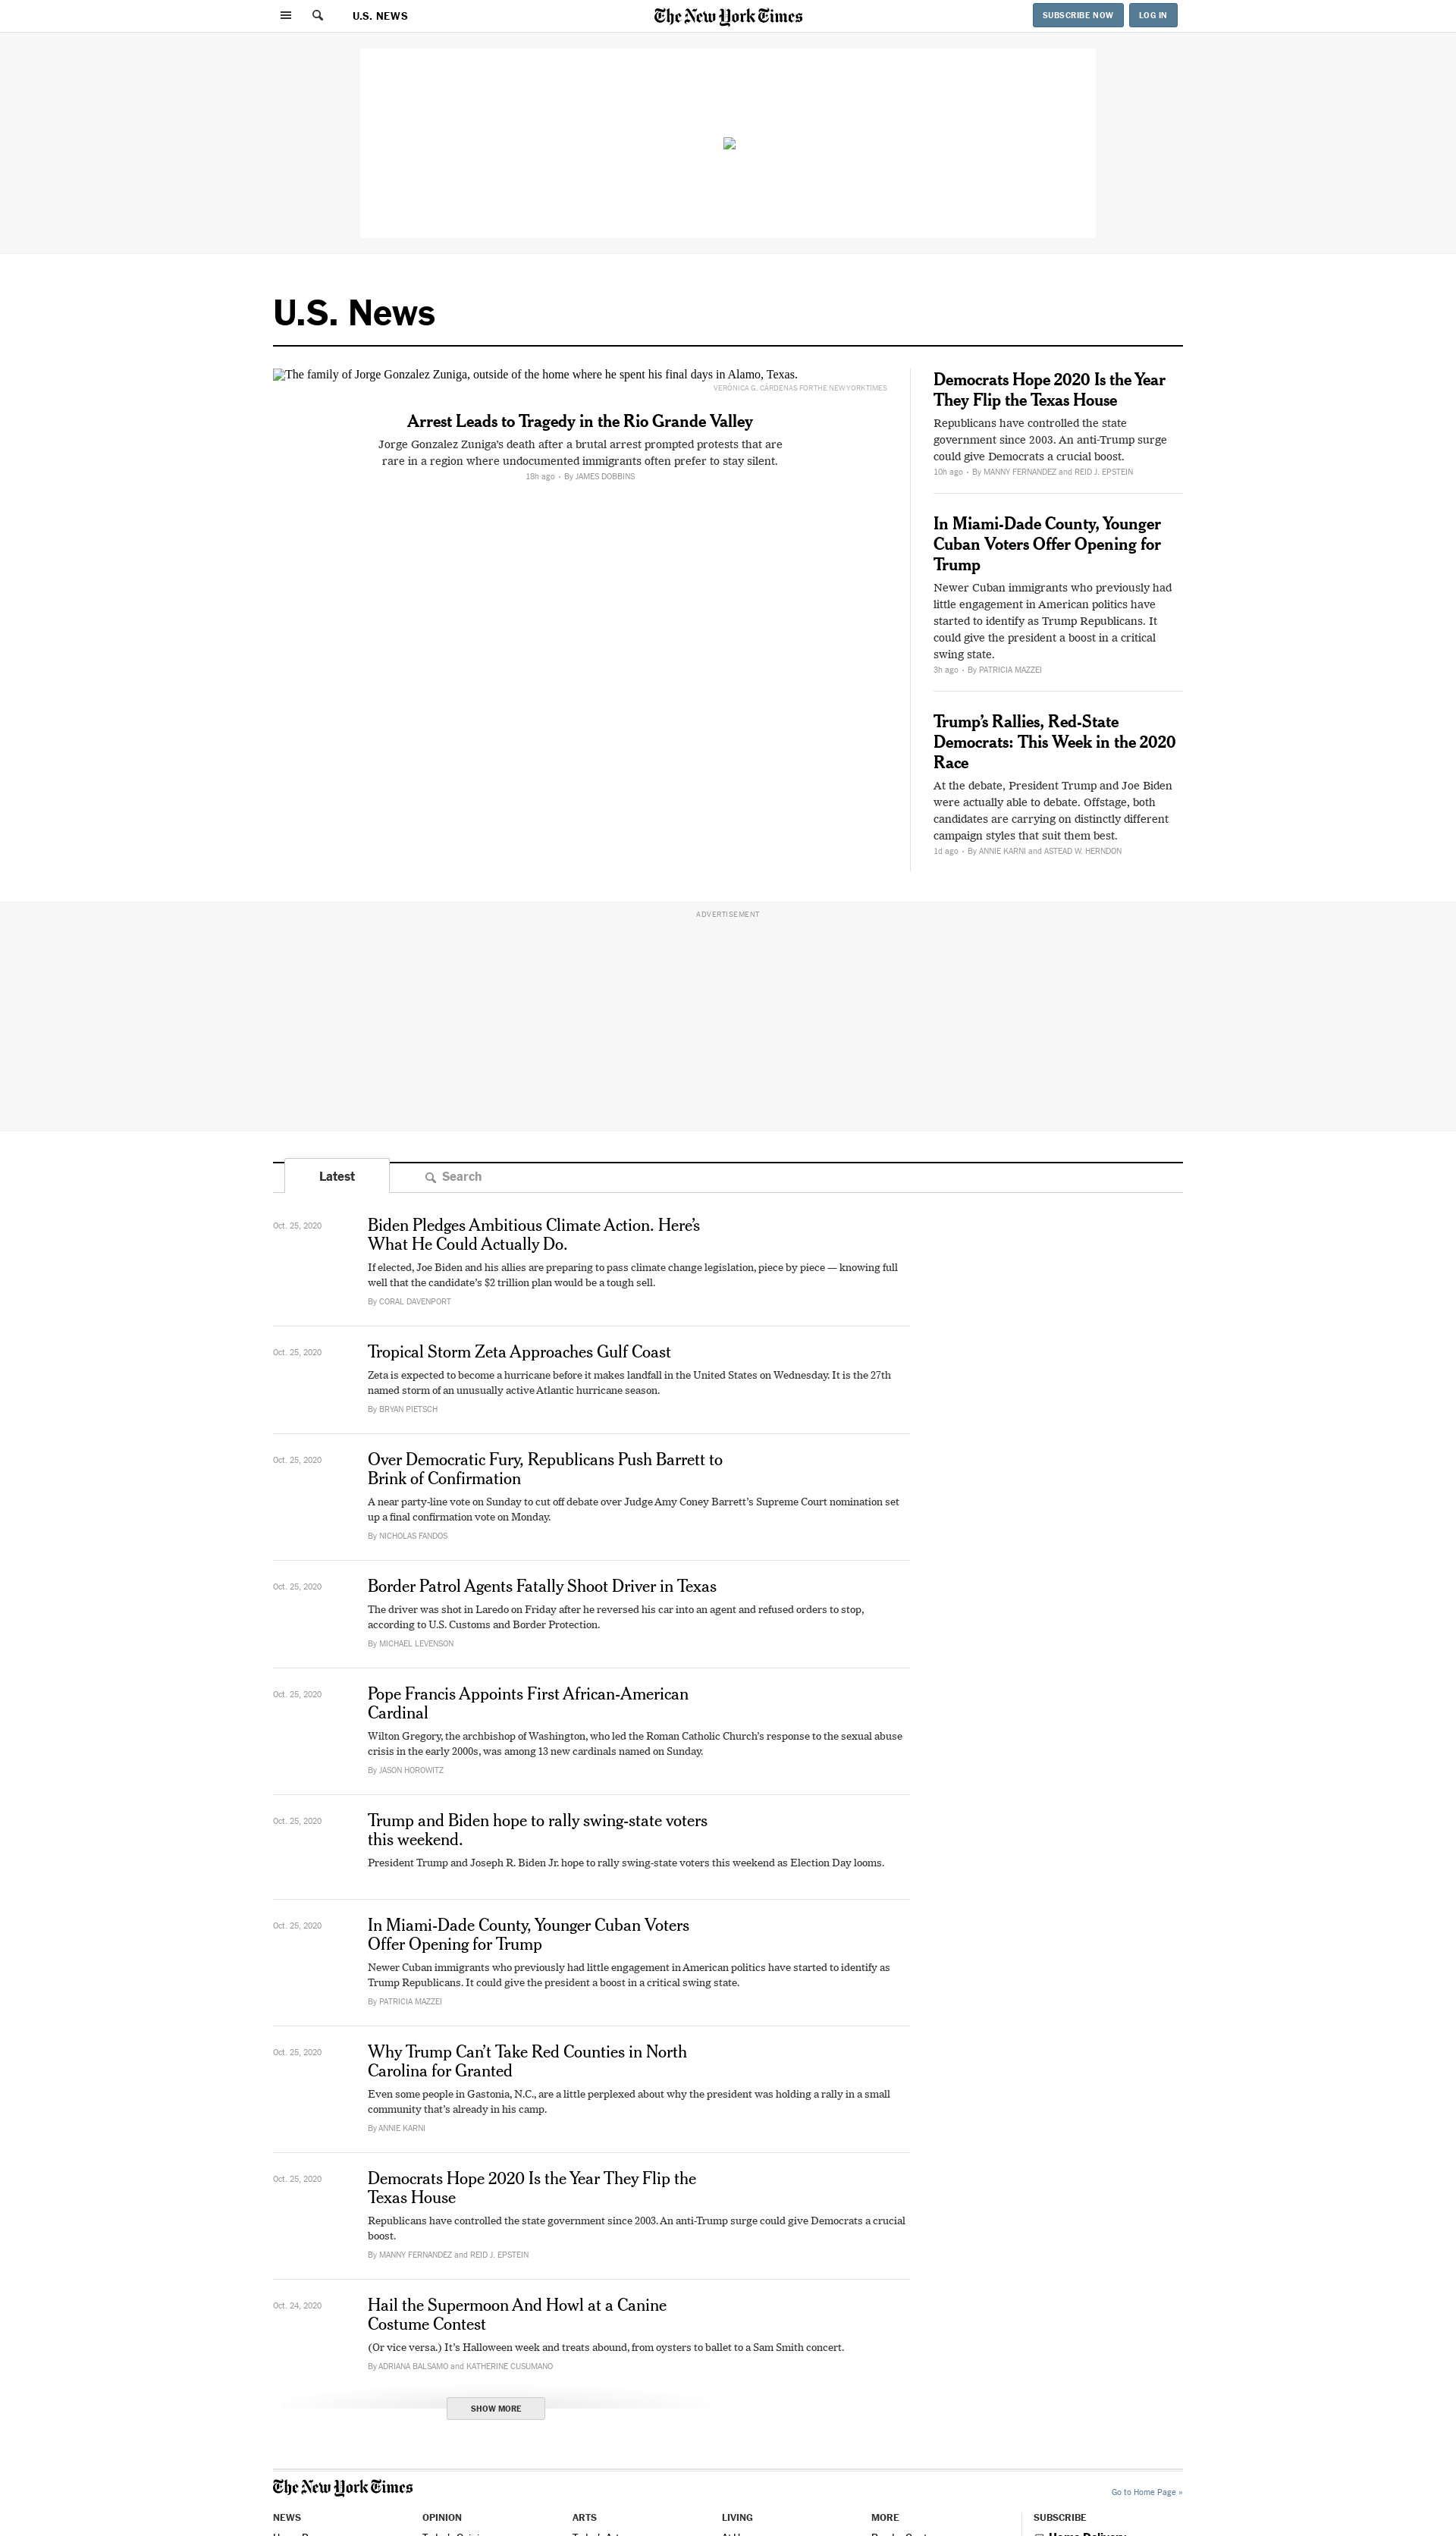 U.S. NEWS
The New York Times
SUBSCRIBE NOW
LOG IN
U.S. News
The family of Jorge Gonzalez Zuniga, outside of the home where he spent his final days in Alamo, Texas.
VERÓNICA G. CÁRDENAS FOR THE NEW YORK TIMES
Arrest Leads to Tragedy in the Rio Grande Valley
Jorge Gonzalez Zuniga's death after a brutal arrest prompted protests that are
rare in a region where undocumented immigrants often prefer to stay silent.
18h ago • By JAMES DOBBINS
Democrats Hope 2020 Is the Year
They Flip the Texas House
Republicans have controlled the state
government since 2003. An anti-Trump surge
could give Democrats a crucial boost.
10h ago • By MANNY FERNANDEZ and REID J. EPSTEIN
In Miami-Dade County, Younger
Cuban Voters Offer Opening for
Trump
Newer Cuban immigrants who previously had
little engagement in American politics have
started to identify as Trump Republicans. It
could give the president a boost in a critical
swing state.
3h ago • By PATRICIA MAZZEI
Trump’s Rallies, Red-State
Democrats: This Week in the 2020
Race
At the debate, President Trump and Joe Biden
were actually able to debate. Offstage, both
candidates are carrying on distinctly different
campaign styles that suit them best.
1d ago • By ANNIE KARNI and ASTEAD W. HERNDON
ADVERTISEMENT
Latest
Search
Oct. 25, 2020
Biden Pledges Ambitious Climate Action. Here’s
What He Could Actually Do.
If elected, Joe Biden and his allies are preparing to pass climate change legislation, piece by piece — knowing full
well that the candidate’s $2 trillion plan would be a tough sell.
By CORAL DAVENPORT
Oct. 25, 2020
Tropical Storm Zeta Approaches Gulf Coast
Zeta is expected to become a hurricane before it makes landfall in the United States on Wednesday. It is the 27th
named storm of an unusually active Atlantic hurricane season.
By BRYAN PIETSCH
Oct. 25, 2020
Over Democratic Fury, Republicans Push Barrett to
Brink of Confirmation
A near party-line vote on Sunday to cut off debate over Judge Amy Coney Barrett’s Supreme Court nomination set
up a final confirmation vote on Monday.
By NICHOLAS FANDOS
Oct. 25, 2020
Border Patrol Agents Fatally Shoot Driver in Texas
The driver was shot in Laredo on Friday after he reversed his car into an agent and refused orders to stop,
according to U.S. Customs and Border Protection.
By MICHAEL LEVENSON
Oct. 25, 2020
Pope Francis Appoints First African-American
Cardinal
Wilton Gregory, the archbishop of Washington, who led the Roman Catholic Church’s response to the sexual abuse
crisis in the early 2000s, was among 13 new cardinals named on Sunday.
By JASON HOROWITZ
Oct. 25, 2020
Trump and Biden hope to rally swing-state voters
this weekend.
President Trump and Joseph R. Biden Jr. hope to rally swing-state voters this weekend as Election Day looms.
Oct. 25, 2020
In Miami-Dade County, Younger Cuban Voters
Offer Opening for Trump
Newer Cuban immigrants who previously had little engagement in American politics have started to identify as
Trump Republicans. It could give the president a boost in a critical swing state.
By PATRICIA MAZZEI
Oct. 25, 2020
Why Trump Can’t Take Red Counties in North
Carolina for Granted
Even some people in Gastonia, N.C., are a little perplexed about why the president was holding a rally in a small
community that’s already in his camp.
By ANNIE KARNI
Oct. 25, 2020
Democrats Hope 2020 Is the Year They Flip the
Texas House
Republicans have controlled the state government since 2003. An anti-Trump surge could give Democrats a crucial
boost.
By MANNY FERNANDEZ and REID J. EPSTEIN
Oct. 24, 2020
Hail the Supermoon And Howl at a Canine
Costume Contest
(Or vice versa.) It’s Halloween week and treats abound, from oysters to ballet to a Sam Smith concert.
By ADRIANA BALSAMO and KATHERINE CUSUMANO
SHOW MORE
The New York Times
Go to Home Page »
NEWS
OPINION
ARTS
LIVING
MORE
SUBSCRIBE